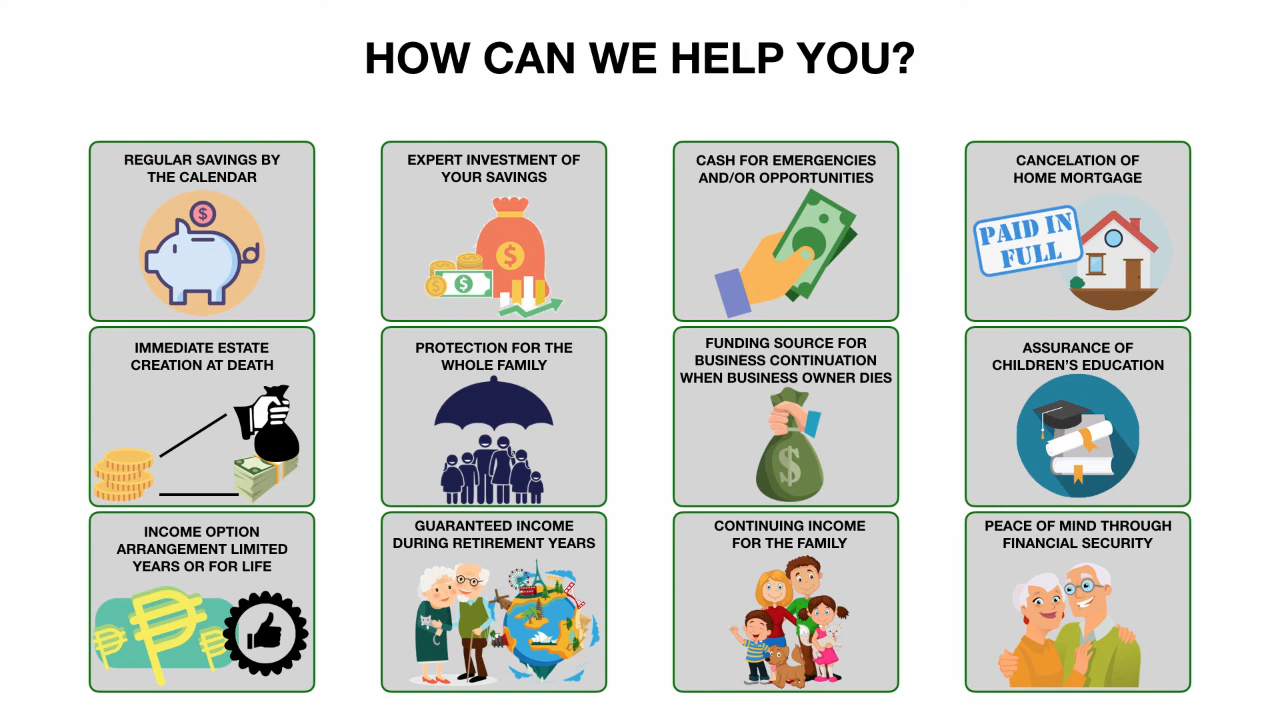 HOW CAN WE HELP YOU?
REGULAR SAVINGS BY
THE CALENDAR
$
EXPERT INVESTMENT OF
YOUR SAVINGS
$
$
$
CASH FOR EMERGENCIES
AND/OR OPPORTUNITIES
CANCELATION OF
HOME MORTGAGE
PAID IN
FULL
IMMEDIATE ESTATE
CREATION AT DEATH
PROTECTION FOR THE
WHOLE FAMILY
FUNDING SOURCE FOR
BUSINESS CONTINUATION
WHEN BUSINESS OWNER DIES
$
ASSURANCE OF
CHILDREN'S EDUCATION
INCOME OPTION
ARRANGEMENT LIMITED
YEARS OR FOR LIFE
₱ ₱ ₱
GUARANTEED INCOME
DURING RETIREMENT YEARS
CONTINUING INCOME
FOR THE FAMILY
PEACE OF MIND THROUGH
FINANCIAL SECURITY